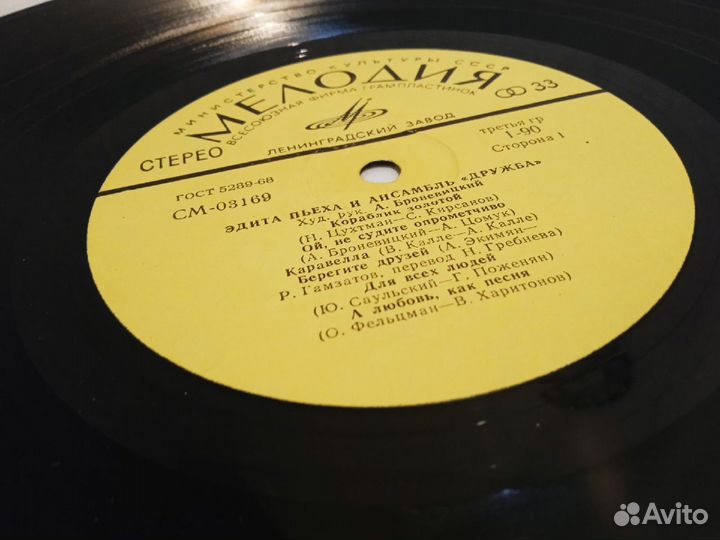 МИНИСТЕРСТВО КУЛЬТУРЫ СССР
МЕЛОДИЯ
ВСЕСОЮЗНАЯ ФИРМА ГРАМПЛАСТИНОК
СТЕРЕО
33
ЛЕНИНГРАДСКИЙ ЗАВОД
ГОСТ 5289-68
третья гр
СМ-03169
1-90
Сторона 1
ЭДИТА ПЬЕХА И АНСАМБЛЬ «ДРУЖБА»
Худ. рук. А. Броневицкий
Кораблик золотой
(Н. Цухтман—С. Кирсанов)
Ой, не судите опрометчиво
(А. Броневицкий—А. Цомук)
Каравелла (В. Калле—А. Калле)
Берегите друзей (А. Экимян—
Р. Гамзатов, перевод Н. Гребнева)
Для всех людей
(Ю. Саульский—Г. Поженян)
А любовь, как песня
(О. Фельцман—В. Харитонов)
Avito